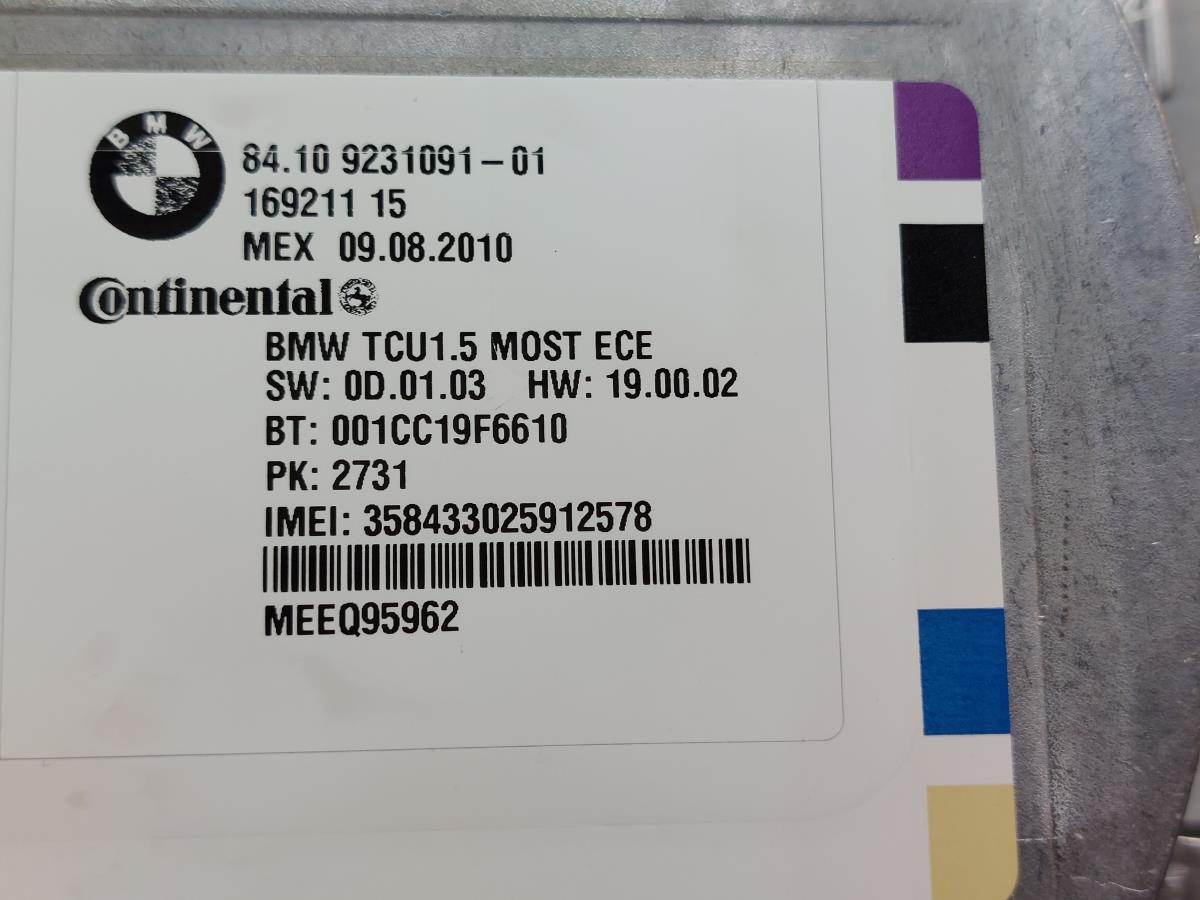 BMW
84.10 9231091-01
169211 15
MEX 09.08.2010
Continental
BMW TCU1.5 MOST ECE
SW: 0D.01.03 HW: 19.00.02
BT: 001CC19F6610
PK: 2731
IMEI: 358433025912578
MEEQ95962